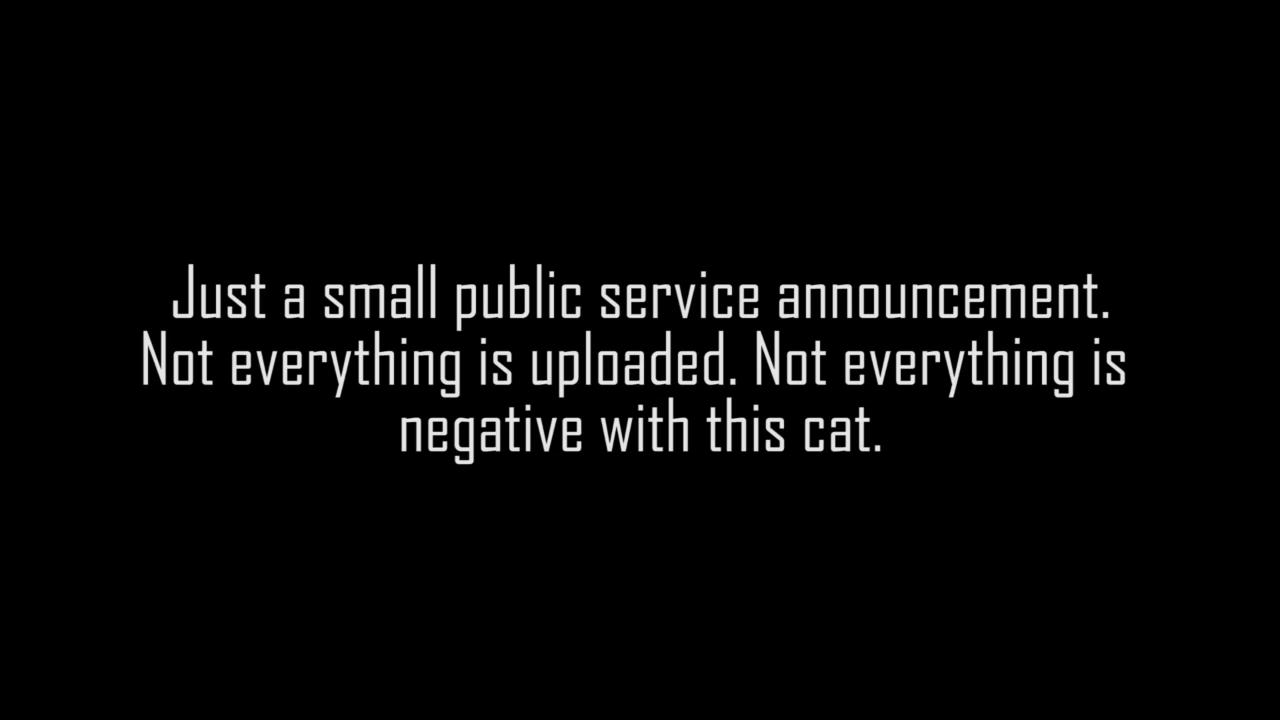 Just a small public service announcement.
Not everything is uploaded. Not everything is
negative with this cat.